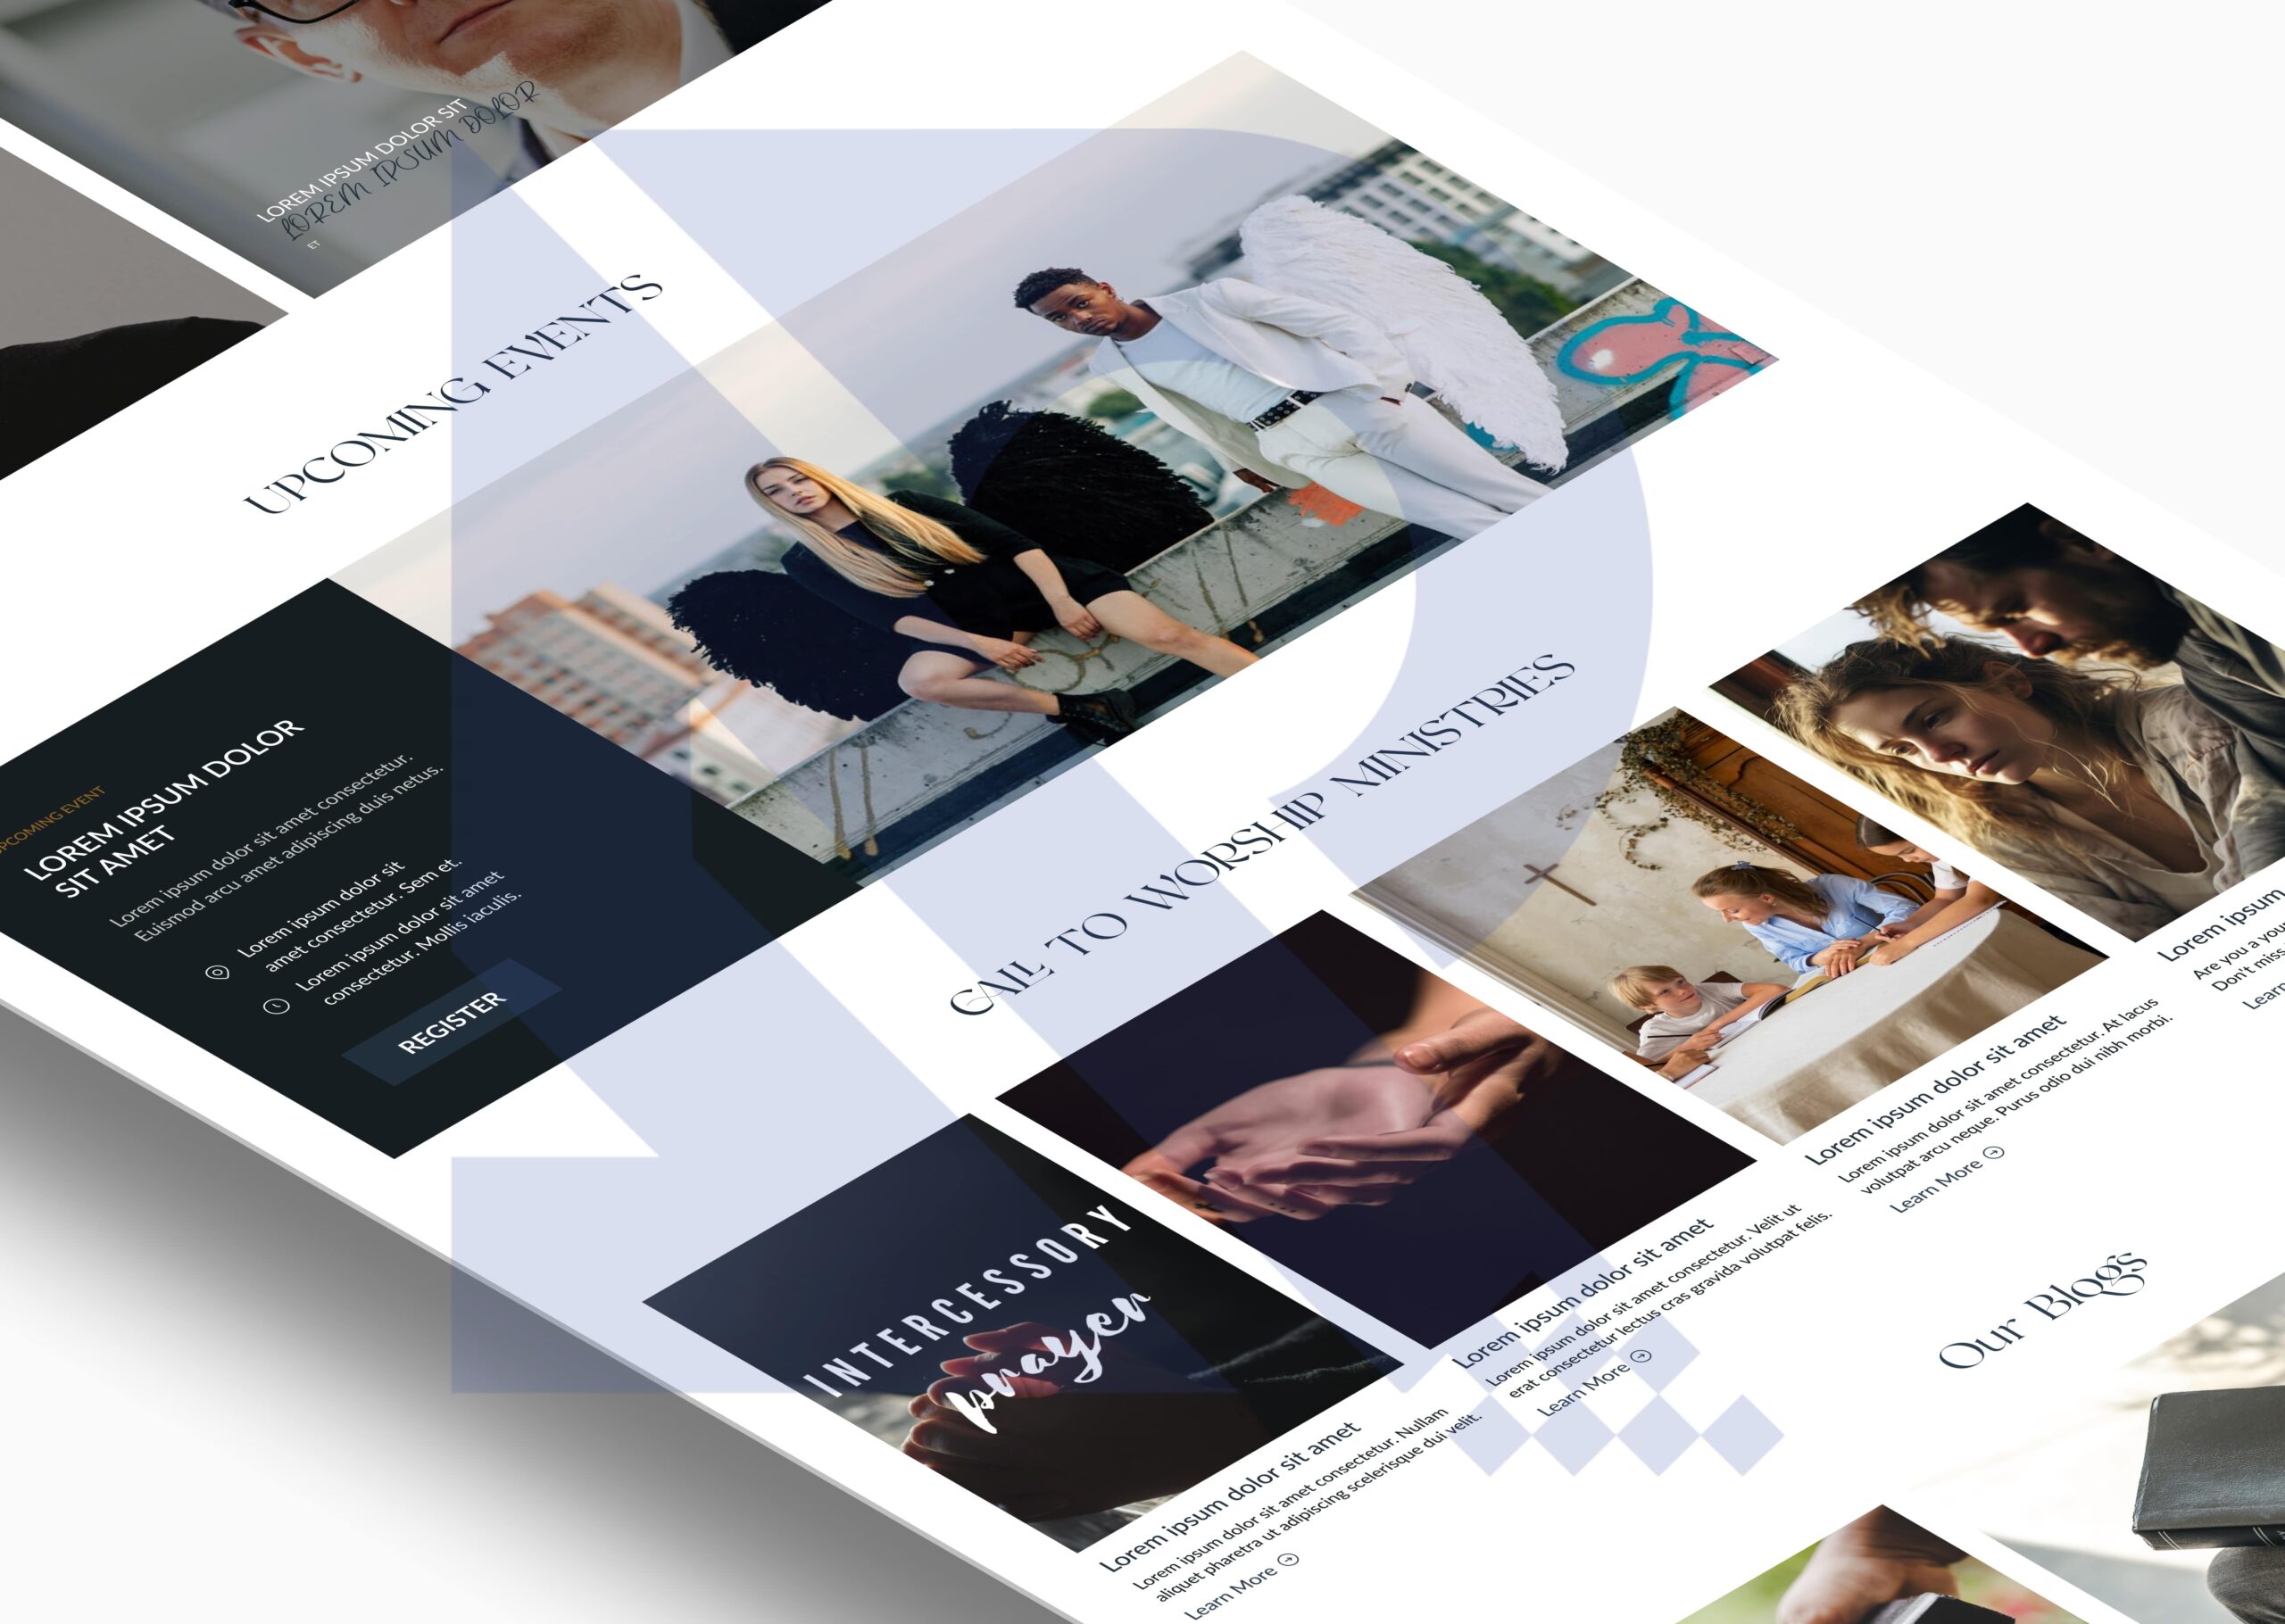 LOREM IPSUM DOLOR SIT
LOREM IPSUM DOLOR
ET
UPCOMING EVENTS
UPCOMING EVENT
LOREM IPSUM DOLOR
SIT AMET
Lorem ipsum dolor sit amet consectetur.
Euismod arcu amet adipiscing duis netus.
Lorem ipsum dolor sit
amet consectetur. Sem et.
Lorem ipsum dolor sit amet
consectetur. Mollis iaculis.
REGISTER
CALL TO WORSHIP MINISTRIES
INTERCESSORY
prayer
Lorem ipsum dolor sit amet
Lorem ipsum dolor sit amet consectetur. Nullam
aliquet pharetra ut adipiscing scelerisque dui velit.
Learn More
Lorem ipsum dolor sit amet
Lorem ipsum dolor sit amet consectetur. Velit ut
erat consectetur lectus cras gravida volutpat felis.
Learn More
Lorem ipsum dolor sit amet
Lorem ipsum dolor sit amet consectetur. At lacus
volutpat arcu neque. Purus odio dui nibh morbi.
Learn More
Lorem ipsum
Are you a
Don't miss
Our Blogs